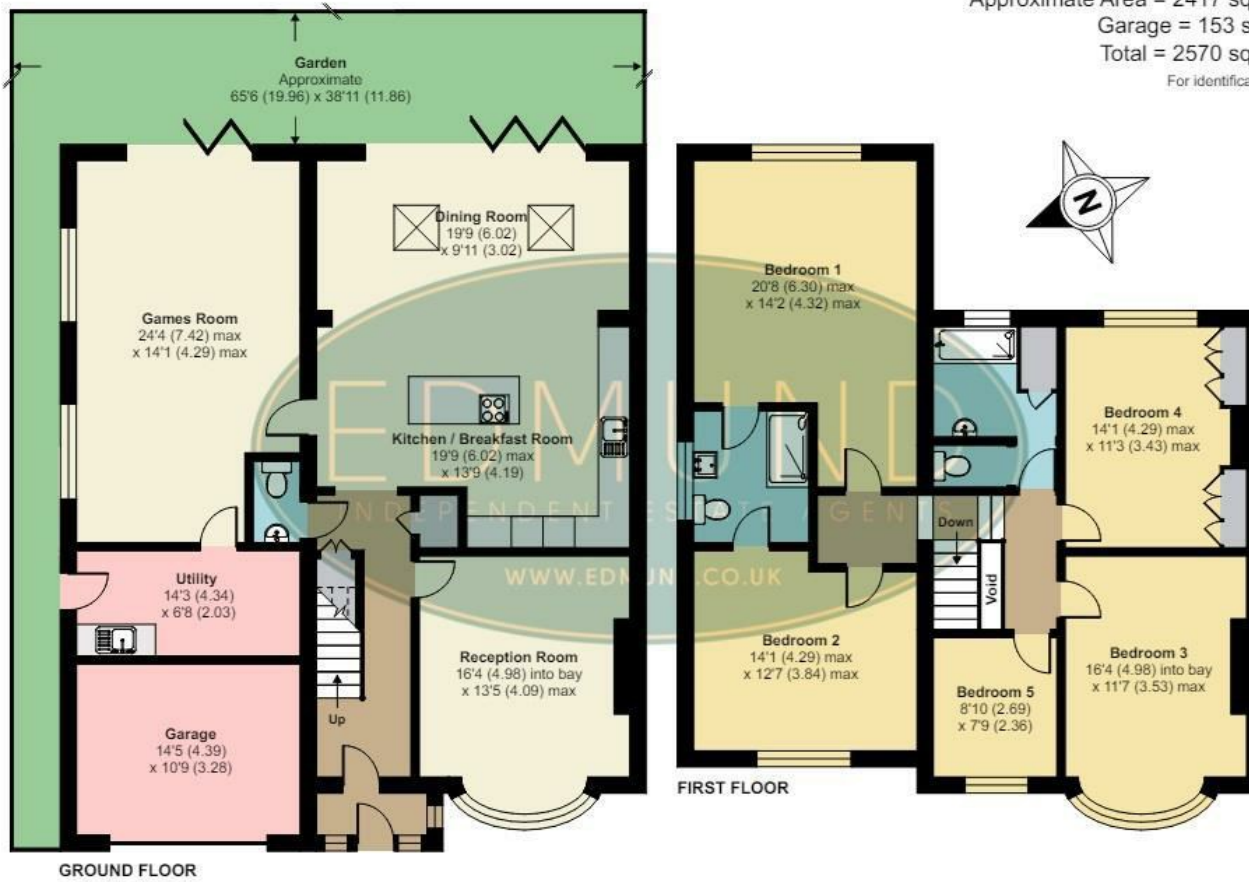 Approximate Area = 2417 sq
Garage = 153 s
Total = 2570 sq
For identifica
Garden
Approximate
65'6 (19.96) x 38'11 (11.86)
Dining Room
19'9 (6.02)
x 9'11 (3.02)
Games Room
24'4 (7.42) max
x 14'1 (4.29) max
Kitchen / Breakfast Room
19'9 (6.02) max
x 13'9 (4.19)
Utility
14'3 (4.34)
x 6'8 (2.03)
Reception Room
16'4 (4.98) into bay
x 13'5 (4.09) max
Up
Garage
14'5 (4.39)
x 10'9 (3.28)
GROUND FLOOR
N
Bedroom 1
20'8 (6.30) max
x 14'2 (4.32) max
Bedroom 4
14'1 (4.29) max
x 11'3 (3.43) max
Down
Void
Bedroom 2
14'1 (4.29) max
x 12'7 (3.84) max
Bedroom 5
8'10 (2.69)
x 7'9 (2.36)
Bedroom 3
16'4 (4.98) into bay
x 11'7 (3.53) max
FIRST FLOOR
EDMUND
INDEPENDENT ESTATE AGENTS
WWW.EDMUND.CO.UK